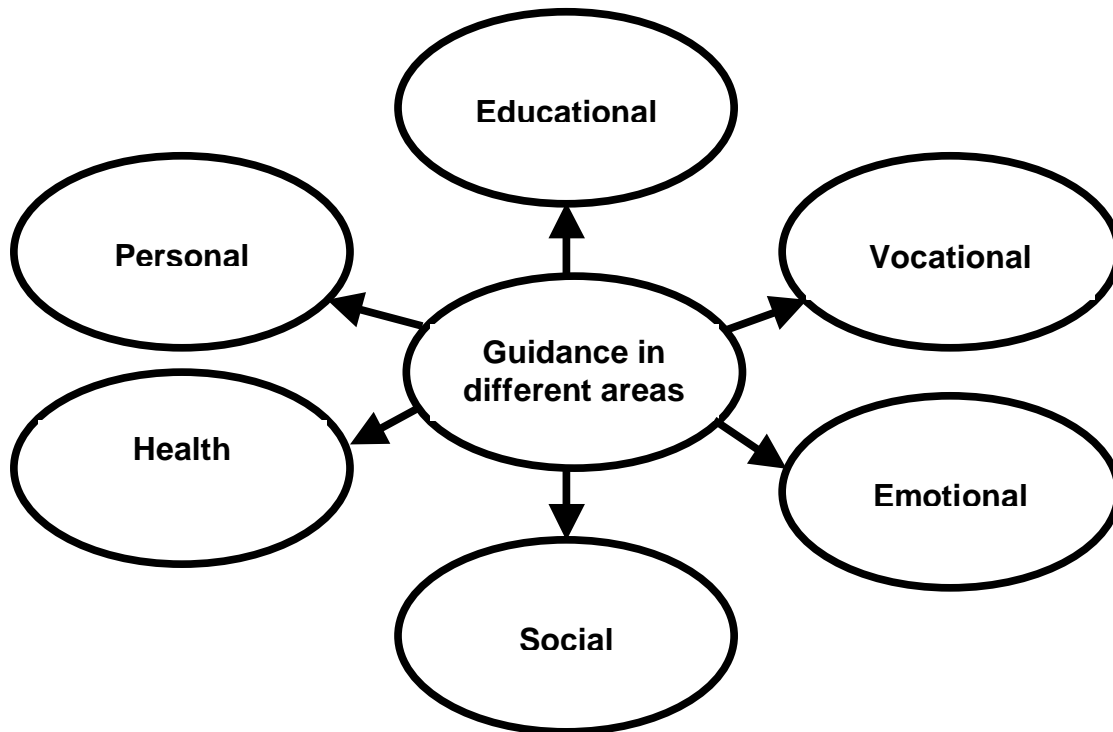 Educational
Personal
Vocational
Guidance in
different areas
Health
Emotional
Social